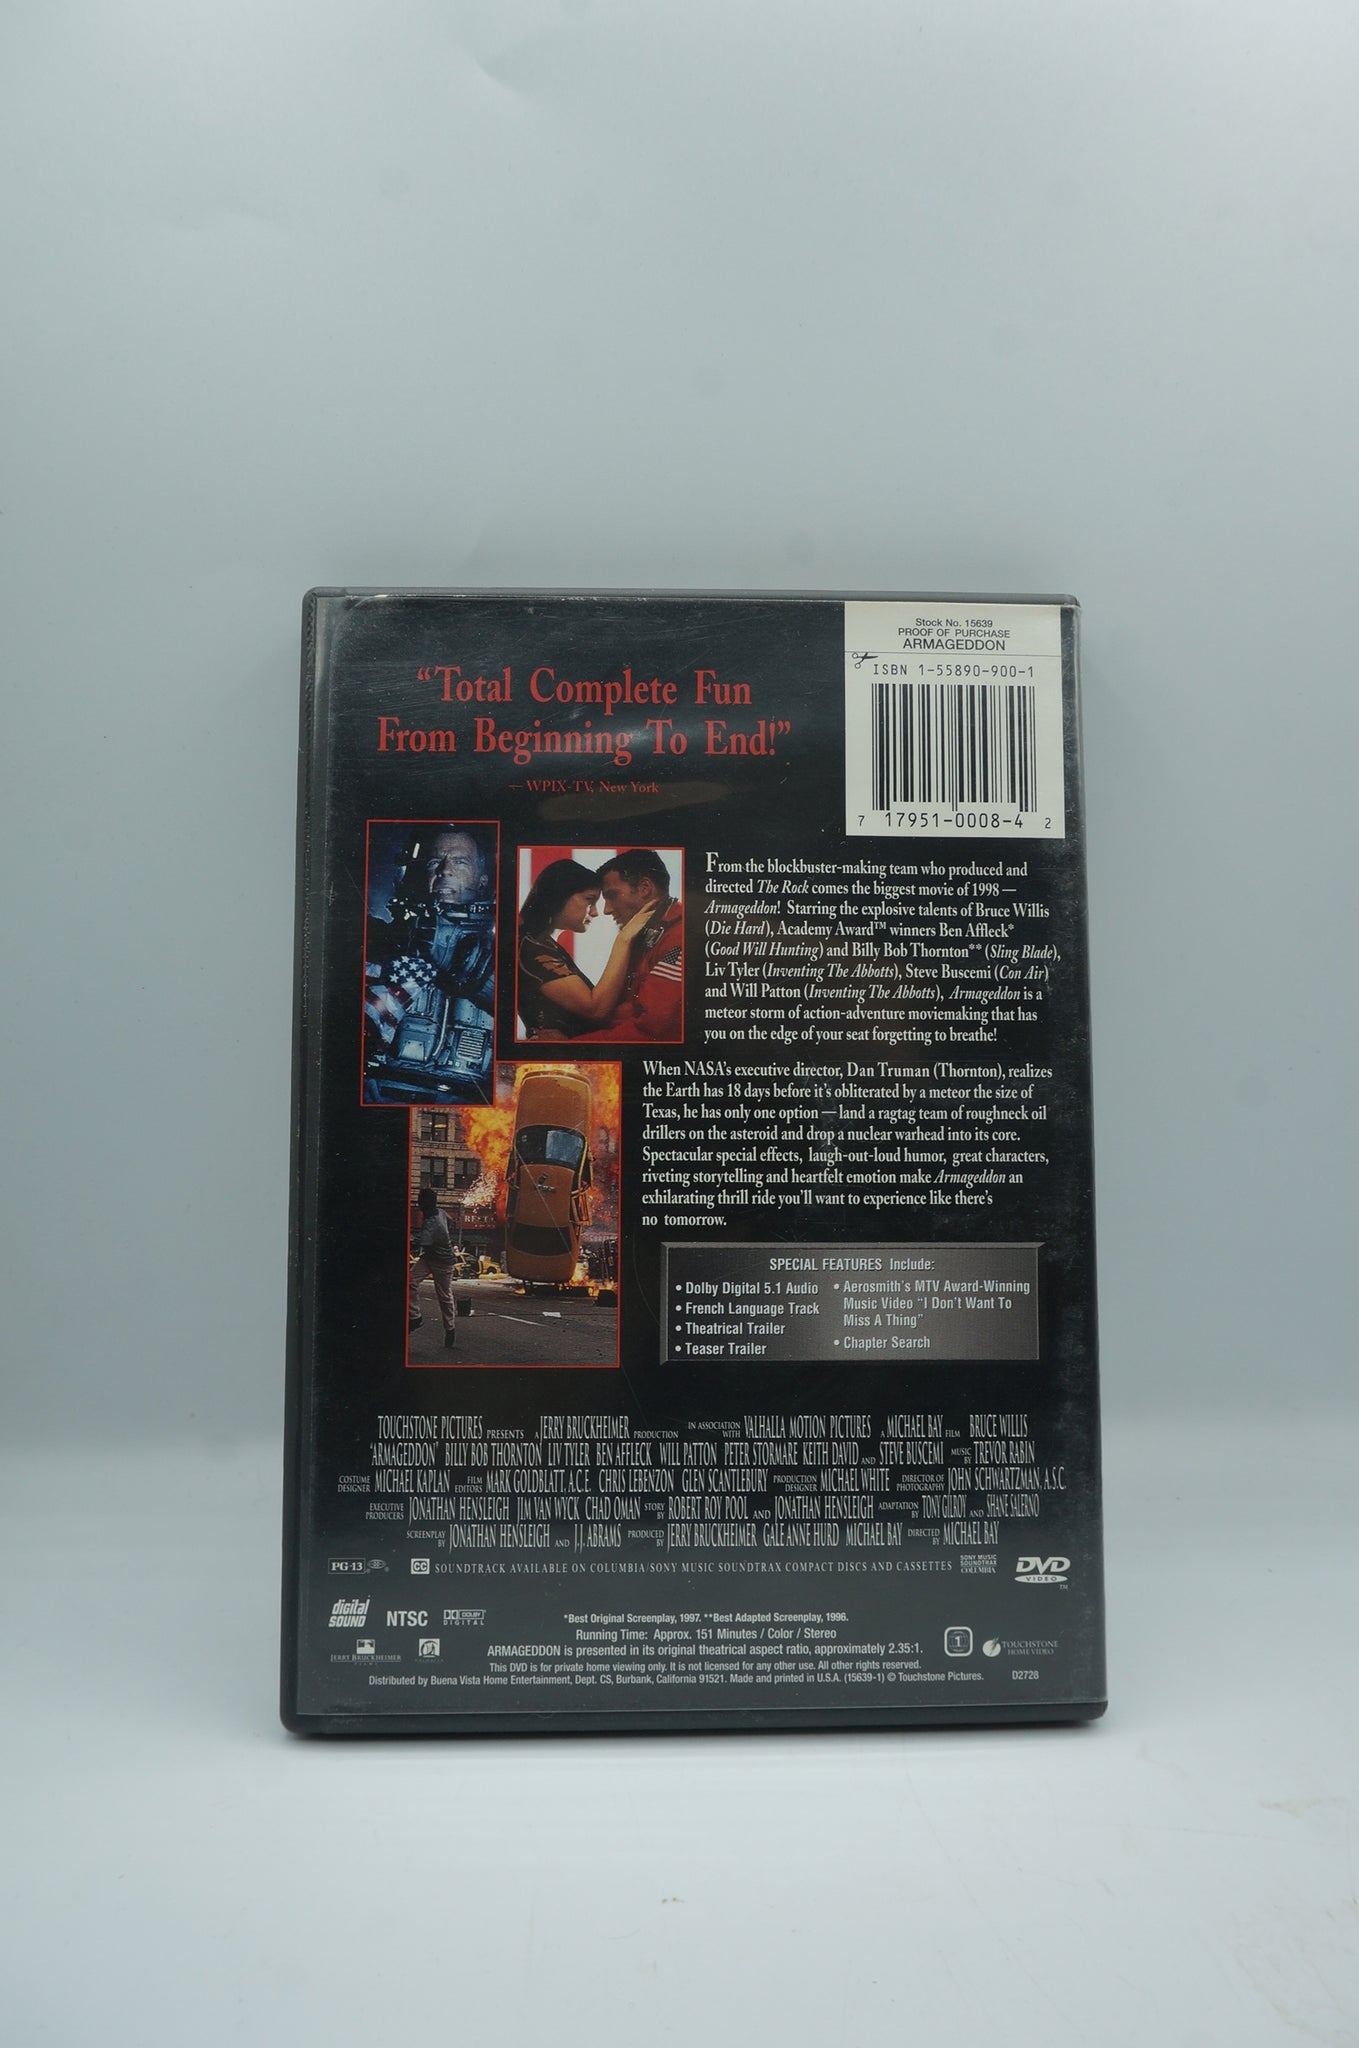 Stock No. 15639
PROOF OF PURCHASE
ARMAGEDDON
ISBN 1-55890-900-1
7 17951-0008-4 2
“Total Complete Fun
From Beginning To End!”
—WPIX-TV, New York
From the blockbuster-making team who produced and
directed The Rock comes the biggest movie of 1998 —
Armageddon! Starring the explosive talents of Bruce Willis
(Die Hard), Academy Award™ winners Ben Affleck*
(Good Will Hunting) and Billy Bob Thornton** (Sling Blade),
Liv Tyler (Inventing The Abbotts), Steve Buscemi (Con Air)
and Will Patton (Inventing The Abbotts), Armageddon is a
meteor storm of action-adventure moviemaking that has
you on the edge of your seat forgetting to breathe!
When NASA's executive director, Dan Truman (Thornton), realizes
the Earth has 18 days before it's obliterated by a meteor the size of
Texas, he has only one option — land a ragtag team of roughneck oil
drillers on the asteroid and drop a nuclear warhead into its core.
Spectacular special effects, laugh-out-loud humor, great characters,
riveting storytelling and heartfelt emotion make Armageddon an
exhilarating thrill ride you'll want to experience like there's
no tomorrow.
SPECIAL FEATURES Include:
• Dolby Digital 5.1 Audio
• French Language Track
• Theatrical Trailer
• Teaser Trailer
• Aerosmith's MTV Award-Winning
Music Video "I Don't Want To
Miss A Thing"
• Chapter Search
TOUCHSTONE PICTURES PRESENTS A JERRY BRUCKHEIMER PRODUCTION IN ASSOCIATION WITH VALHALLA MOTION PICTURES A MICHAEL BAY FILM BRUCE WILLIS
"ARMAGEDDON" BILLY BOB THORNTON LIV TYLER BEN AFFLECK WILL PATTON PETER STORMARE KEITH DAVID AND STEVE BUSCEMI MUSIC BY TREVOR RABIN
COSTUME DESIGNER MICHAEL KAPLAN FILM EDITORS MARK GOLDBLATT, A.C.E. CHRIS LEBENZON GLEN SCANTLEBURY PRODUCTION DESIGNER MICHAEL WHITE DIRECTOR OF PHOTOGRAPHY JOHN SCHWARTZMAN, A.S.C.
EXECUTIVE PRODUCERS JONATHAN HENSLEIGH JIM VAN WYCK CHAD OMAN STORY BY ROBERT ROY POOL AND JONATHAN HENSLEIGH ADAPTATION BY TONY GILROY AND SHANE SALERNO
SCREENPLAY BY JONATHAN HENSLEIGH AND J.J. ABRAMS PRODUCED BY JERRY BRUCKHEIMER GALE ANNE HURD MICHAEL BAY DIRECTED BY MICHAEL BAY
PG-13 CC SOUNDTRACK AVAILABLE ON COLUMBIA/SONY MUSIC SOUNDTRAX COMPACT DISCS AND CASSETTES SONY MUSIC SOUNDTRAX COLUMBIA DVD VIDEO ™
digital SOUND NTSC DOLBY DIGITAL
*Best Original Screenplay, 1997. **Best Adapted Screenplay, 1996.
Running Time: Approx. 151 Minutes / Color / Stereo
ARMAGEDDON is presented in its original theatrical aspect ratio, approximately 2.35:1.
JERRY BRUCKHEIMER FILMS VALHALLA
1 TOUCHSTONE HOME VIDEO
This DVD is for private home viewing only. It is not licensed for any other use. All other rights reserved.
Distributed by Buena Vista Home Entertainment, Dept. CS, Burbank, California 91521. Made and printed in U.S.A. (15639-1) © Touchstone Pictures. D2728